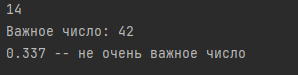 14
Важное число: 42
0.337 -- не очень важное число